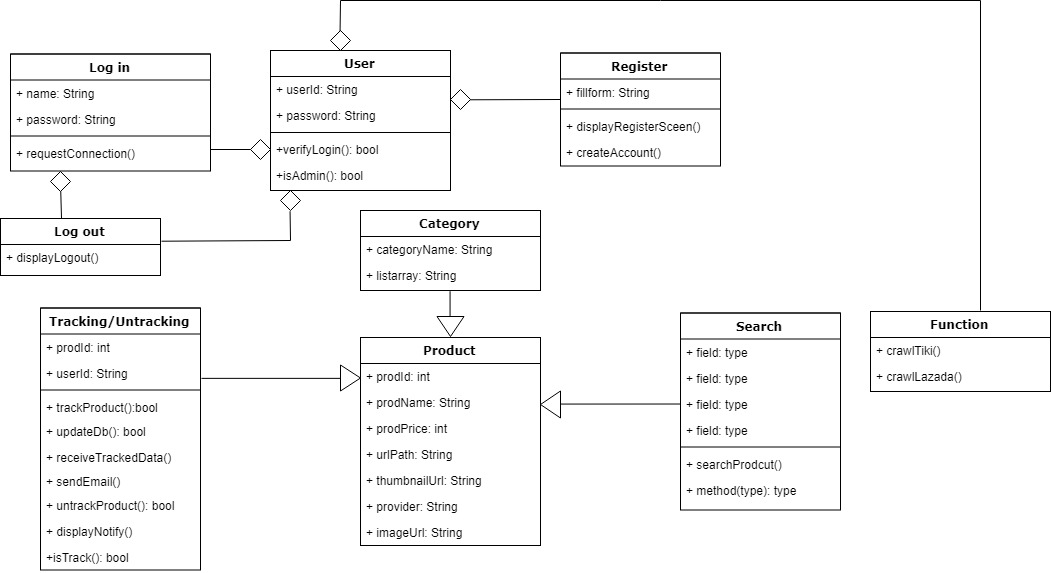 Log in
+ name: String
+ password: String
+ requestConnection()
User
+ userId: String
+ password: String
+verifyLogin(): bool
+isAdmin(): bool
Register
+ fillform: String
+ displayRegisterSceen()
+ createAccount()
Log out
+ displayLogout()
Category
+ categoryName: String
+ listarray: String
Tracking/Untracking
+ prodId: int
+ userId: String
+ trackProduct():bool
+ updateDb(): bool
+ receiveTrackedData()
+ sendEmail()
+ untrackProduct(): bool
+ displayNotify()
+isTrack(): bool
Product
+ prodId: int
+ prodName: String
+ prodPrice: int
+ urlPath: String
+ thumbnailUrl: String
+ provider: String
+ imageUrl: String
Search
+ field: type
+ field: type
+ field: type
+ field: type
+ searchProdcut()
+ method(type): type
Function
+ crawlTiki()
+ crawlLazada()